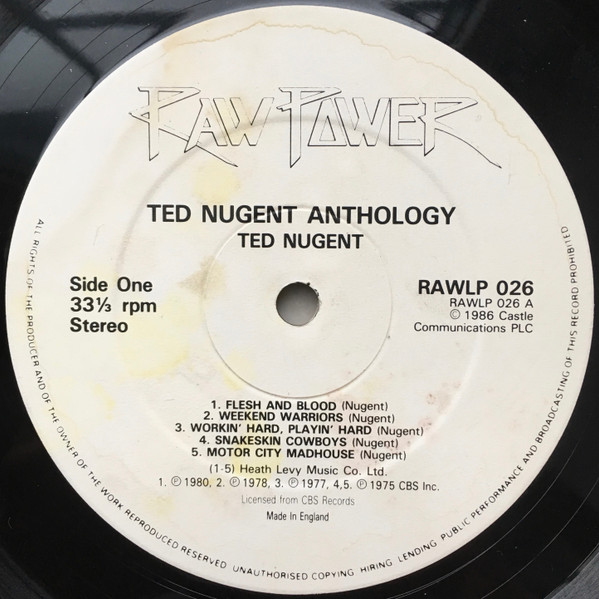 RAW POWER
TED NUGENT ANTHOLOGY
TED NUGENT
Side One
33⅓ rpm
Stereo
RAWLP 026
RAWLP 026 A
© 1986 Castle
Communications PLC
1. FLESH AND BLOOD (Nugent)
2. WEEKEND WARRIORS (Nugent)
3. WORKIN' HARD, PLAYIN' HARD (Nugent)
4. SNAKESKIN COWBOYS (Nugent)
5. MOTOR CITY MADHOUSE (Nugent)
(1-5) Heath Levy Music Co. Ltd.
1. ℗ 1980, 2. ℗ 1978, 3. ℗ 1977, 4,5. ℗ 1975 CBS Inc.
Licensed from CBS Records
Made In England
ALL RIGHTS OF THE PRODUCER AND OF THE OWNER OF THE WORK REPRODUCED RESERVED UNAUTHORISED COPYING HIRING LENDING PUBLIC PERFORMANCE AND BROADCASTING OF THIS RECORD PROHIBITED